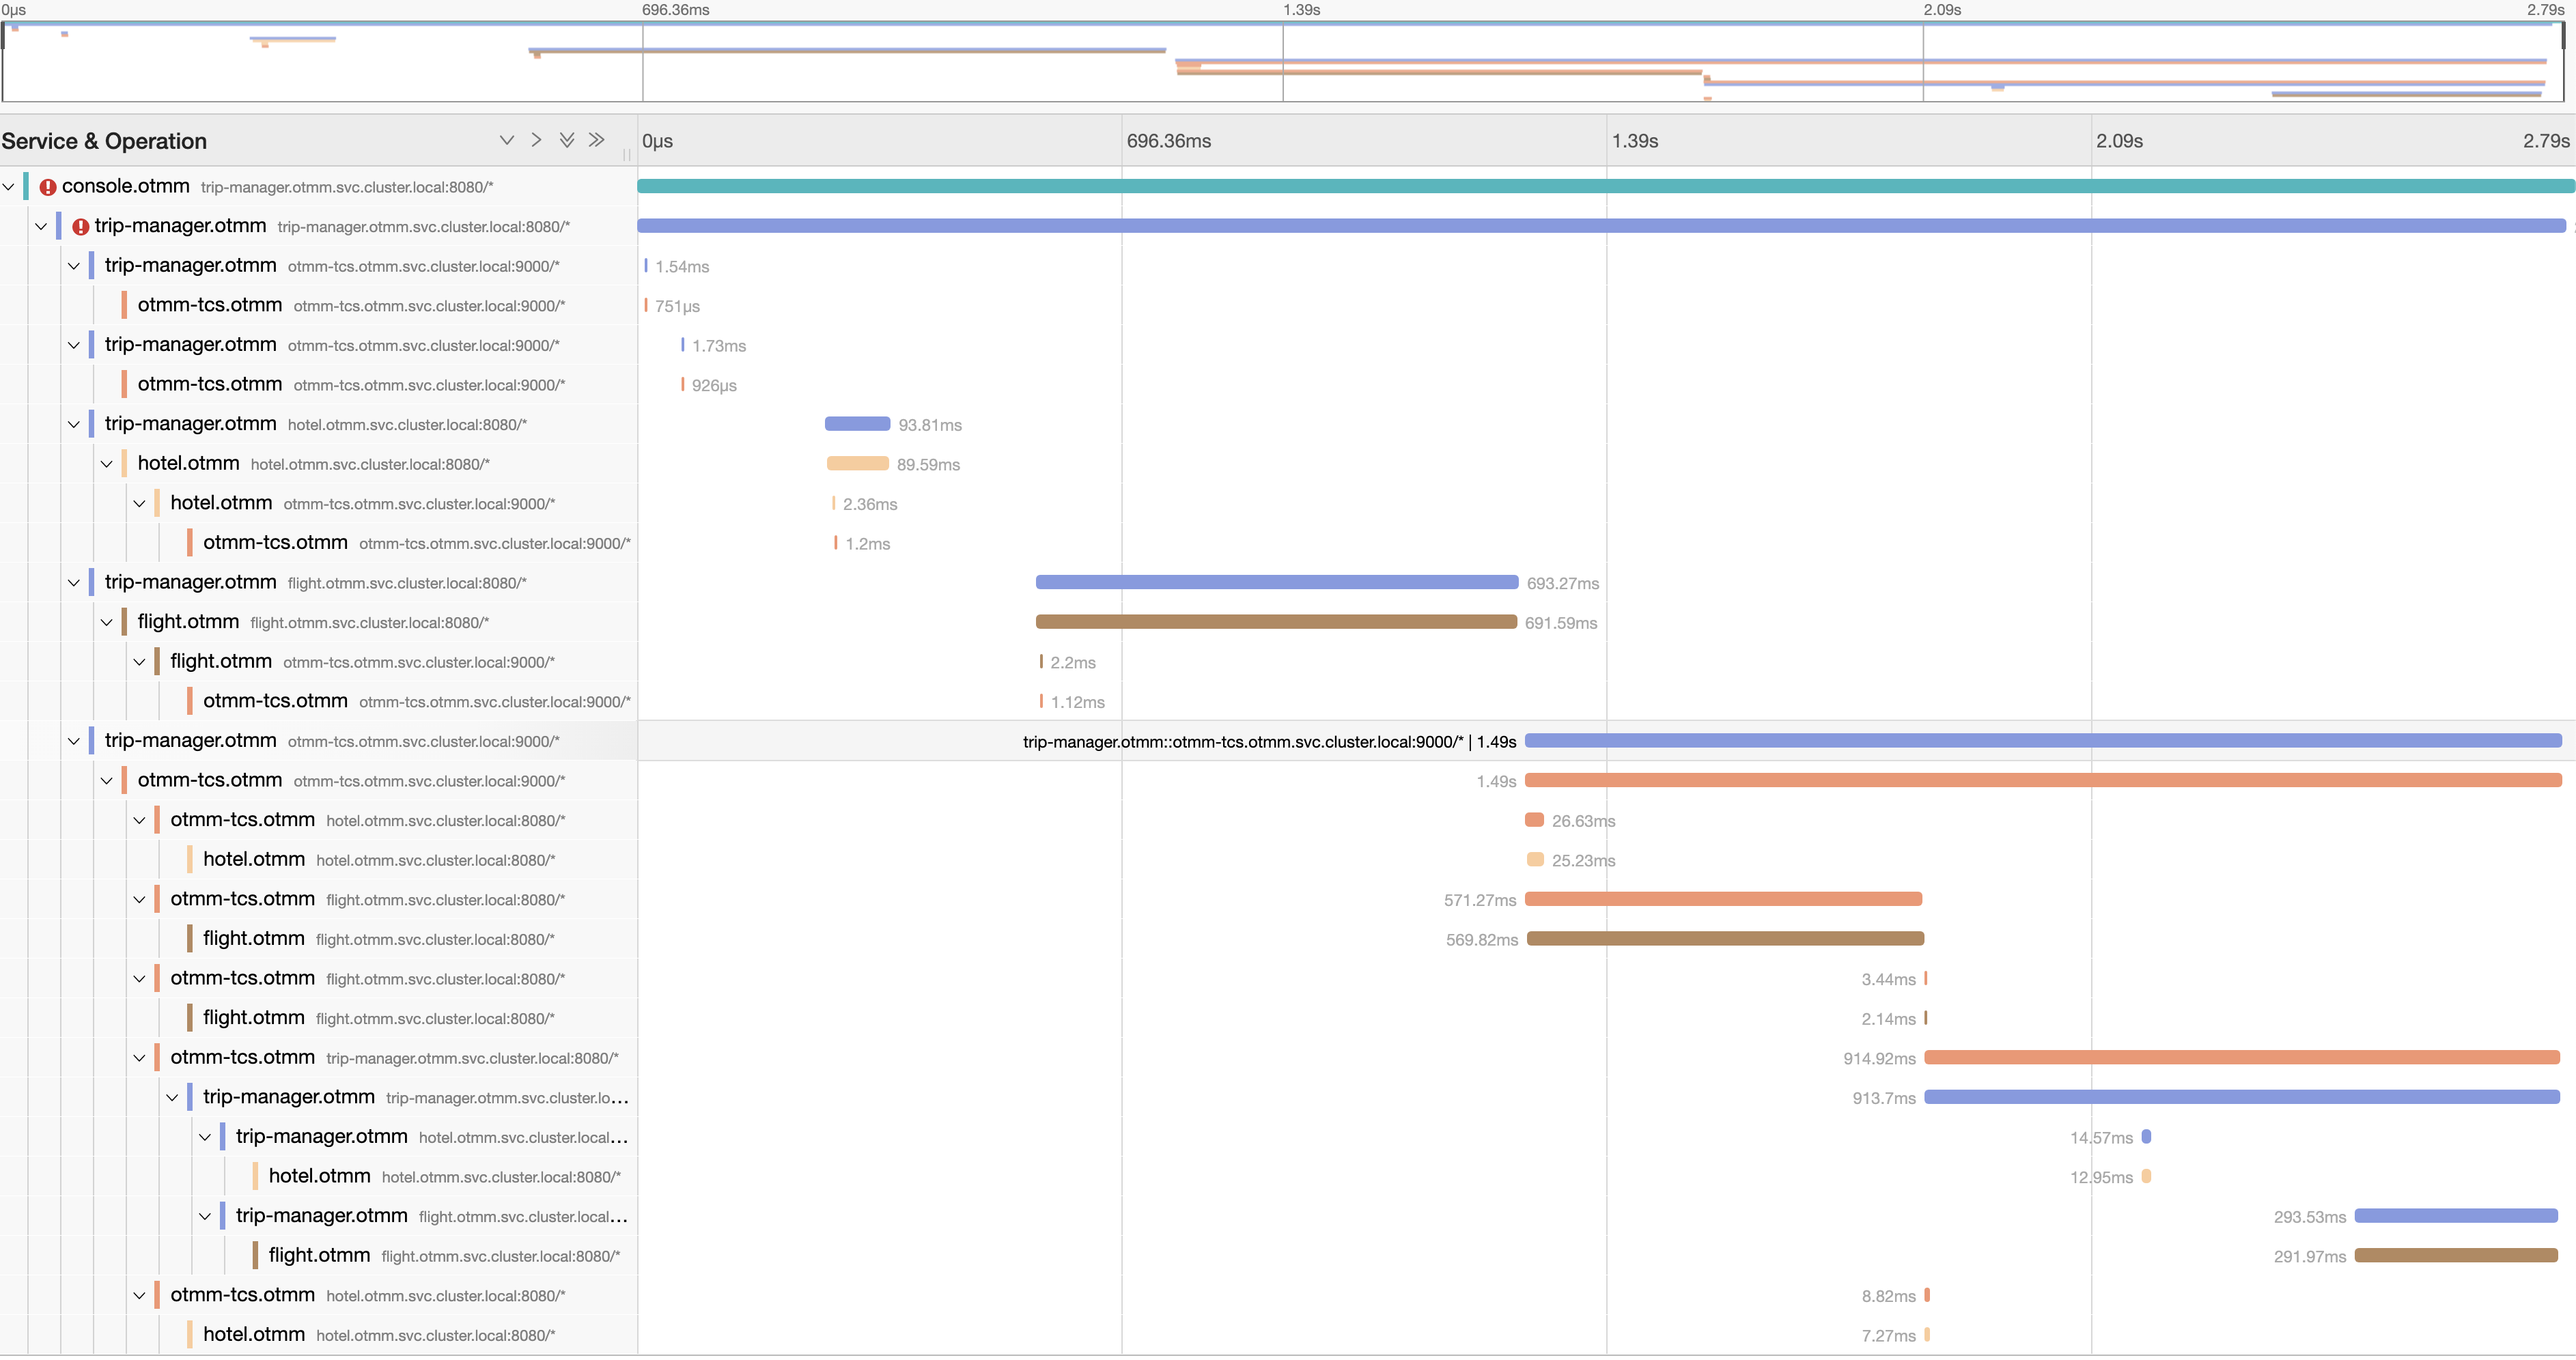 0μs 696.36ms 1.39s 2.09s 2.79s
Service & Operation 0μs 696.36ms 1.39s 2.09s 2.79s
console.otmm trip-manager.otmm.svc.cluster.local:8080/*
trip-manager.otmm trip-manager.otmm.svc.cluster.local:8080/*
trip-manager.otmm otmm-tcs.otmm.svc.cluster.local:9000/* 1.54ms
otmm-tcs.otmm otmm-tcs.otmm.svc.cluster.local:9000/* 751μs
trip-manager.otmm otmm-tcs.otmm.svc.cluster.local:9000/* 1.73ms
otmm-tcs.otmm otmm-tcs.otmm.svc.cluster.local:9000/* 926μs
trip-manager.otmm hotel.otmm.svc.cluster.local:8080/* 93.81ms
hotel.otmm hotel.otmm.svc.cluster.local:8080/* 89.59ms
hotel.otmm otmm-tcs.otmm.svc.cluster.local:9000/* 2.36ms
otmm-tcs.otmm otmm-tcs.otmm.svc.cluster.local:9000/* 1.2ms
trip-manager.otmm flight.otmm.svc.cluster.local:8080/* 693.27ms
flight.otmm flight.otmm.svc.cluster.local:8080/* 691.59ms
flight.otmm otmm-tcs.otmm.svc.cluster.local:9000/* 2.2ms
otmm-tcs.otmm otmm-tcs.otmm.svc.cluster.local:9000/* 1.12ms
trip-manager.otmm otmm-tcs.otmm.svc.cluster.local:9000/* trip-manager.otmm::otmm-tcs.otmm.svc.cluster.local:9000/* | 1.49s
otmm-tcs.otmm otmm-tcs.otmm.svc.cluster.local:9000/* 1.49s
otmm-tcs.otmm hotel.otmm.svc.cluster.local:8080/* 26.63ms
hotel.otmm hotel.otmm.svc.cluster.local:8080/* 25.23ms
otmm-tcs.otmm flight.otmm.svc.cluster.local:8080/* 571.27ms
flight.otmm flight.otmm.svc.cluster.local:8080/* 569.82ms
otmm-tcs.otmm flight.otmm.svc.cluster.local:8080/* 3.44ms
flight.otmm flight.otmm.svc.cluster.local:8080/* 2.14ms
otmm-tcs.otmm trip-manager.otmm.svc.cluster.local:8080/* 914.92ms
trip-manager.otmm trip-manager.otmm.svc.cluster.lo... 913.7ms
trip-manager.otmm hotel.otmm.svc.cluster.local... 14.57ms
hotel.otmm hotel.otmm.svc.cluster.local:8080/* 12.95ms
trip-manager.otmm flight.otmm.svc.cluster.local... 293.53ms
flight.otmm flight.otmm.svc.cluster.local:8080/* 291.97ms
otmm-tcs.otmm hotel.otmm.svc.cluster.local:8080/* 8.82ms
hotel.otmm hotel.otmm.svc.cluster.local:8080/* 7.27ms